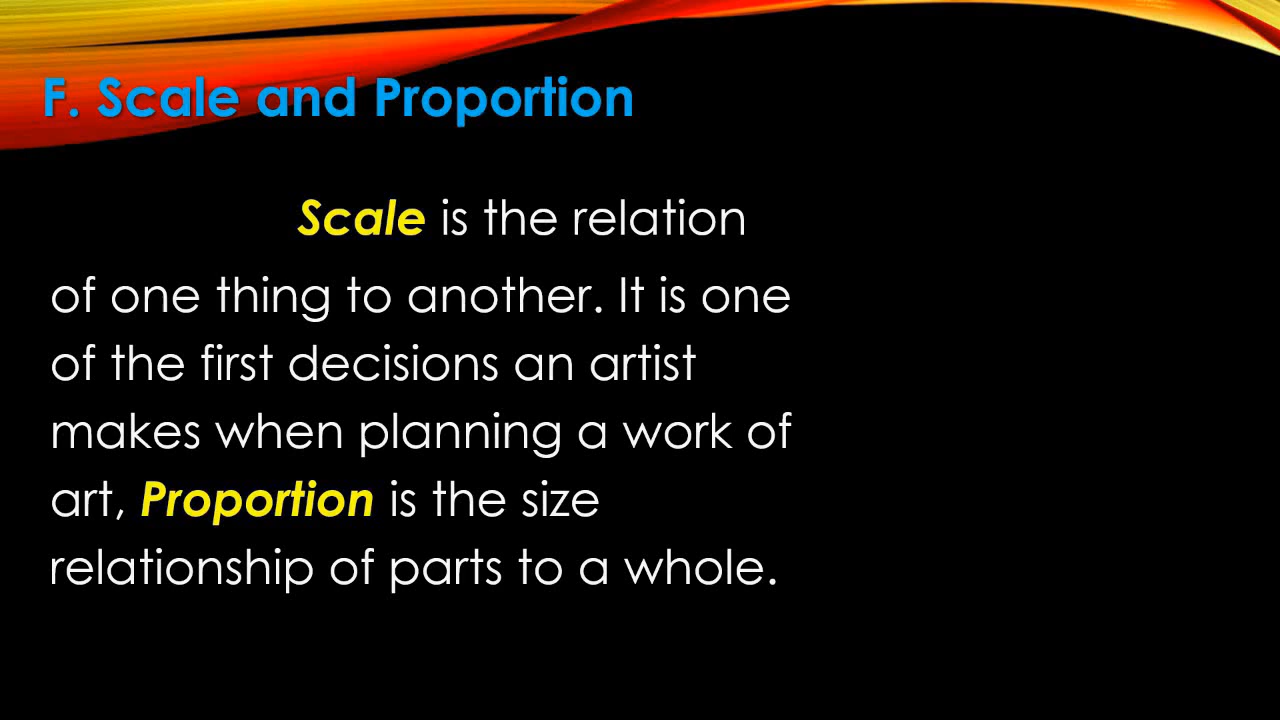 F. Scale and Proportion
Scale is the relation
of one thing to another. It is one
of the first decisions an artist
makes when planning a work of
art, Proportion is the size
relationship of parts to a whole.